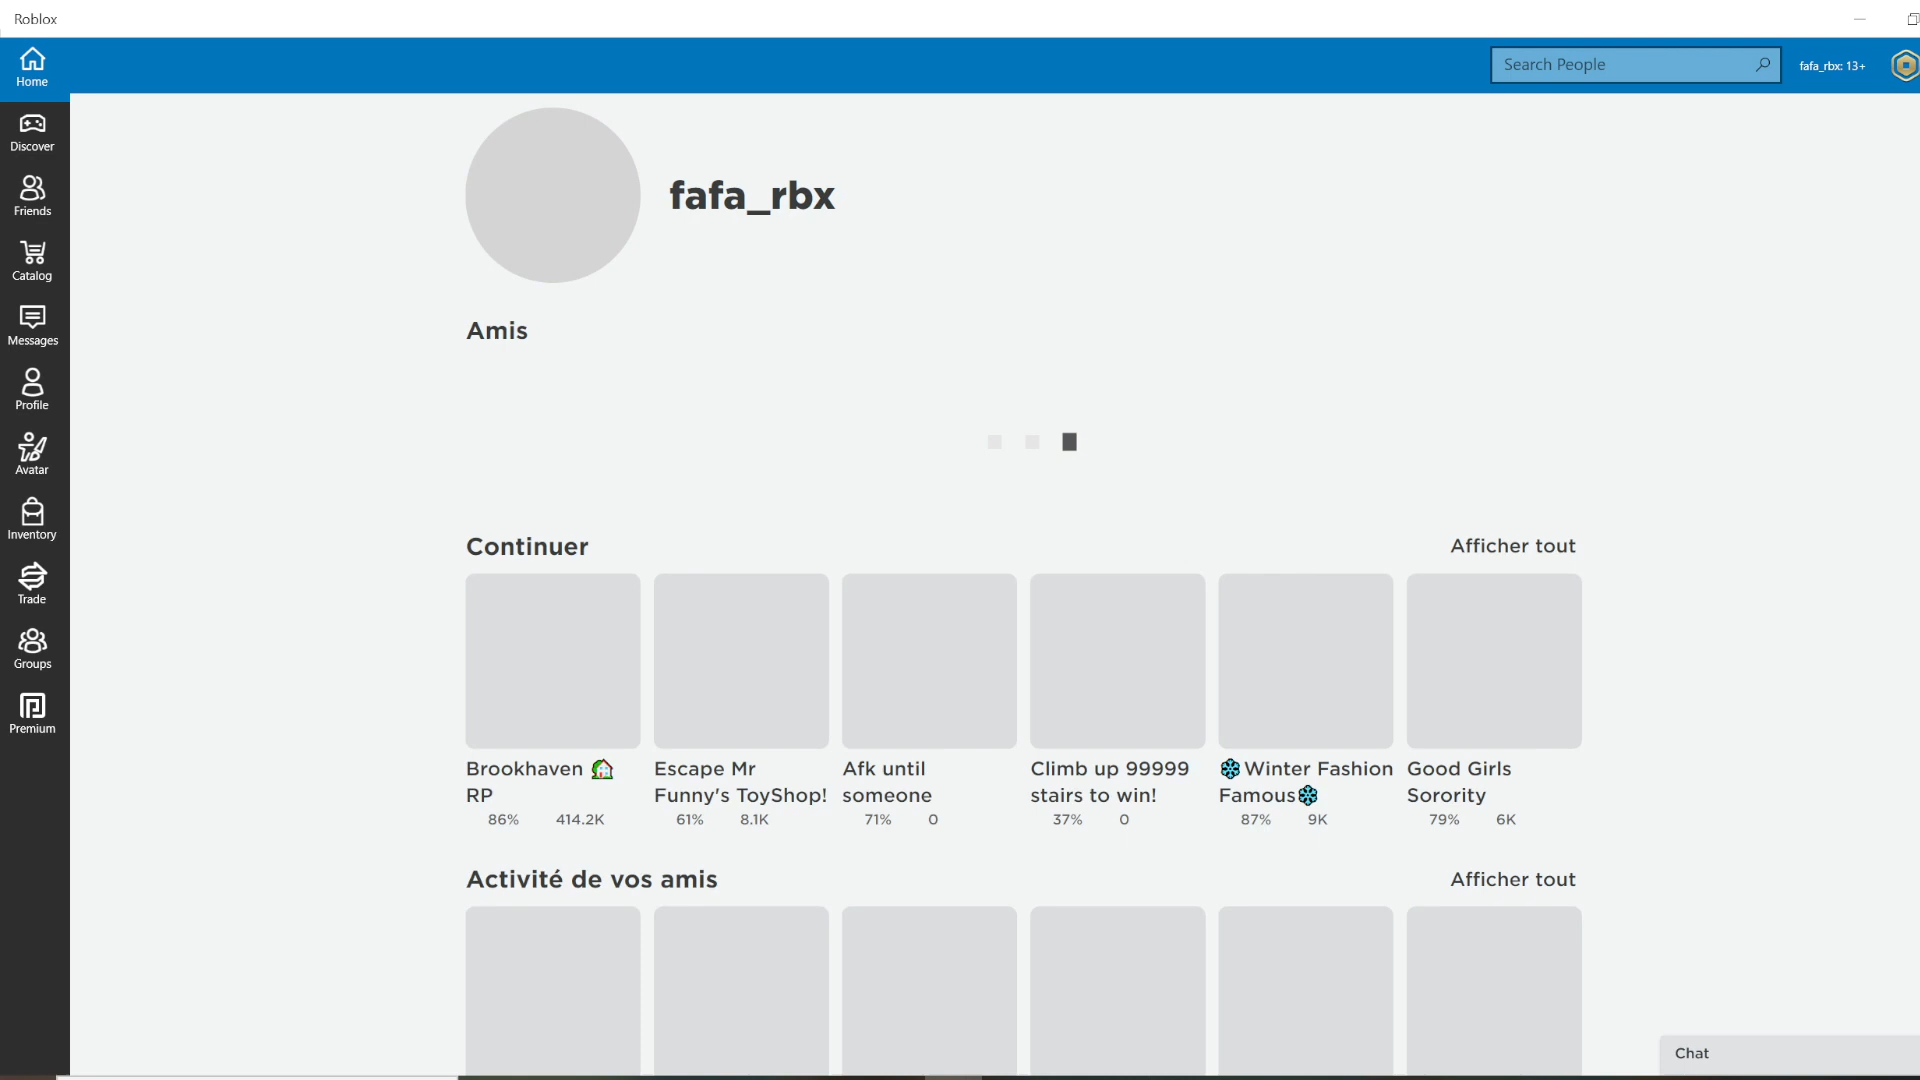 Roblox
Home
Search People
fafa_rbx: 13+
Discover
Friends
Catalog
Messages
Profile
Avatar
Inventory
Trade
Groups
Premium
fafa_rbx
Amis
Continuer
Afficher tout
Brookhaven 🏡
RP
86% 414.2K
Escape Mr
Funny's ToyShop!
61% 8.1K
Afk until
someone
71% 0
Climb up 99999
stairs to win!
37% 0
❄️Winter Fashion
Famous❄️
87% 9K
Good Girls
Sorority
79% 6K
Activité de vos amis
Afficher tout
Chat